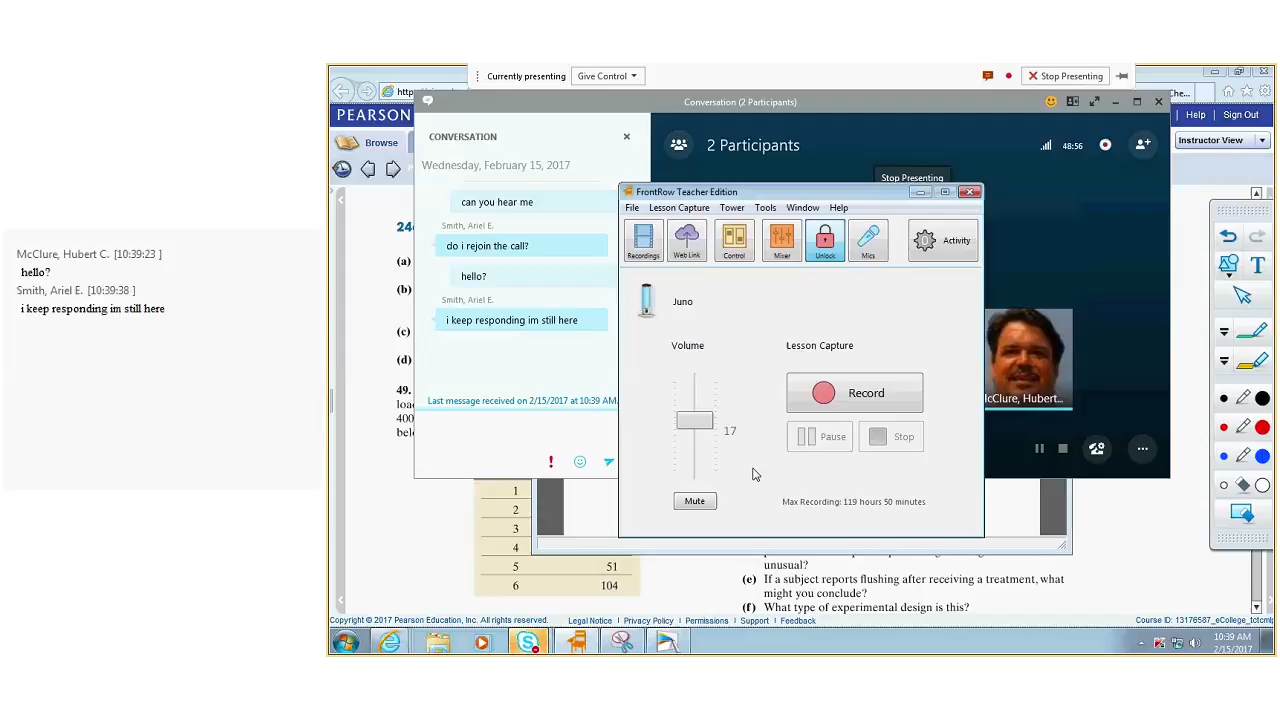 McClure, Hubert C. [10:39:23 ]
hello?
Smith, Ariel E. [10:39:38 ]
i keep responding im still here
Currently presenting
Give Control
Stop Presenting
Conversation (2 Participants)
PEARSON
Help
Sign Out
Browse
Instructor View
CONVERSATION
Wednesday, February 15, 2017
can you hear me
Smith, Ariel E.
do i rejoin the call?
hello?
Smith, Ariel E.
i keep responding im still here
Last message received on 2/15/2017 at 10:39 AM.
2 Participants
48:56
Stop Presenting
FrontRow Teacher Edition
File Lesson Capture Tower Tools Window Help
Recordings Web Link Control Mixer Unlock Mics
Activity
Juno
Volume
17
Mute
Lesson Capture
Record
Pause
Stop
Max Recording: 119 hours 50 minutes
McClure, Hubert...
(a)
(b)
(c)
(d)
49.
400
1
2
3
4
5 51
6 104
unusual?
(e) If a subject reports flushing after receiving a treatment, what
might you conclude?
(f) What type of experimental design is this?
Copyright © 2017 Pearson Education, Inc. All rights reserved.
Legal Notice | Privacy Policy | Permissions | Support | Feedback
Course ID: 13176587_eCollege_tctcmlp
10:39 AM
2/15/2017